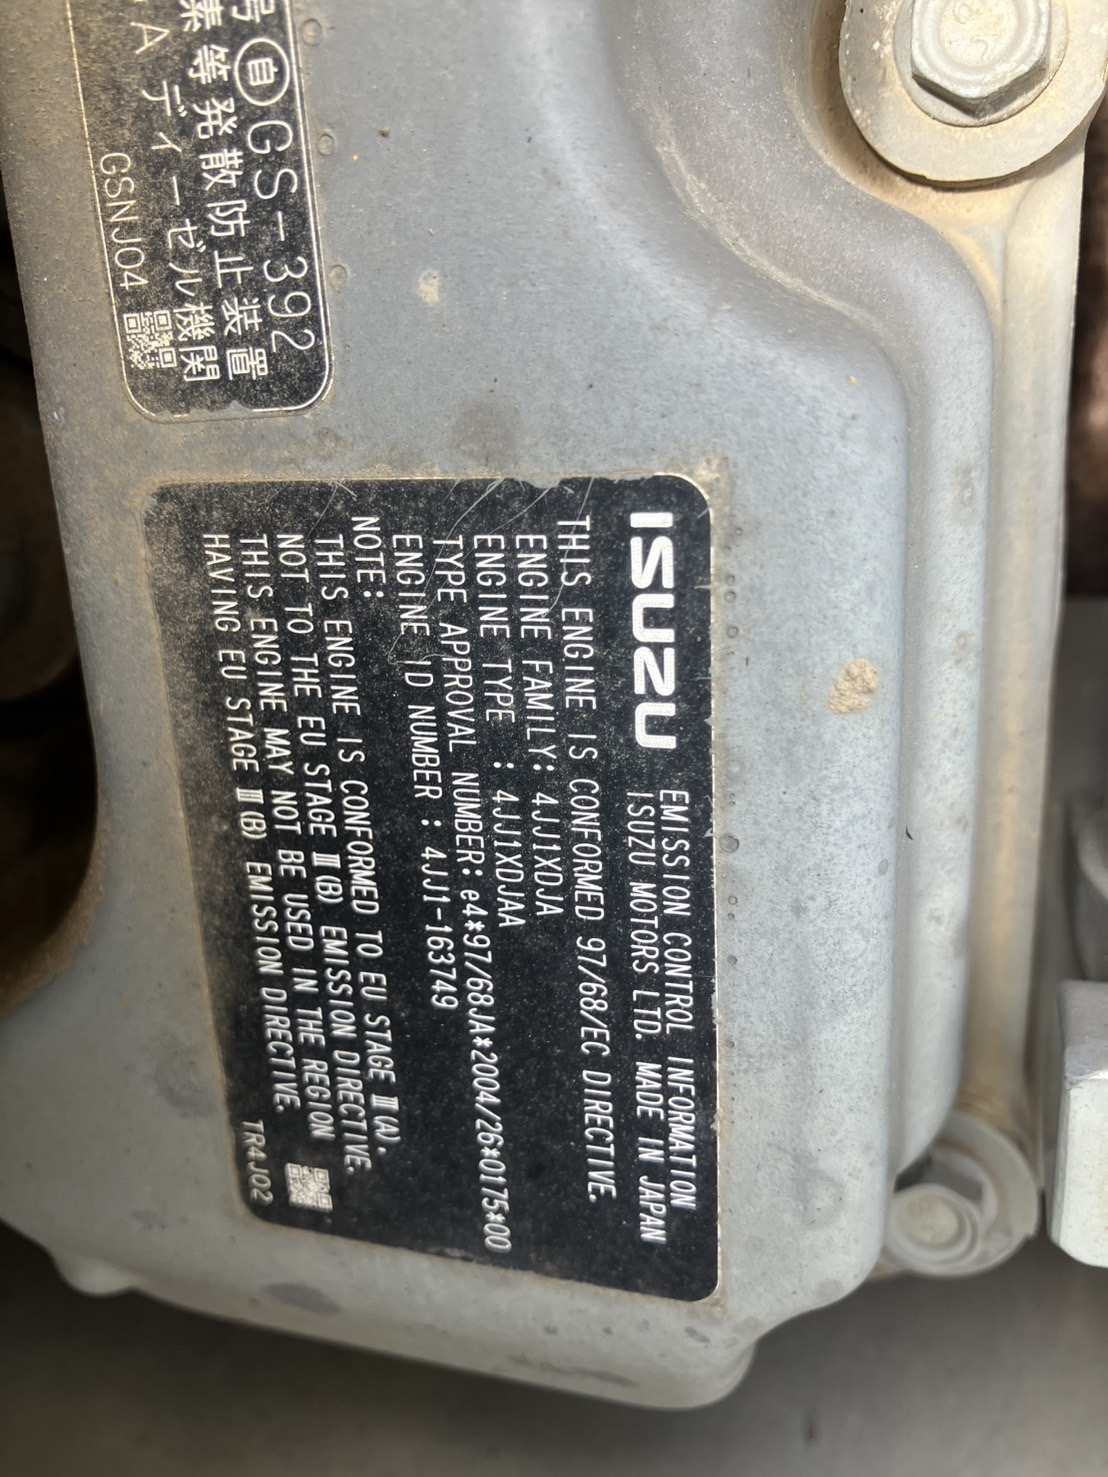 号 自 GS-392
素等発散防止装置
A ディーゼル機関
GSNJ04
ISUZU
EMISSION CONTROL INFORMATION
ISUZU MOTORS LTD. MADE IN JAPAN
THIS ENGINE IS CONFORMED 97/68/EC DIRECTIVE.
ENGINE FAMILY: 4JJ1XDJA
ENGINE TYPE : 4JJ1XDJAA
TYPE APPROVAL NUMBER: e4*97/68JA*2004/26*0175*00
ENGINE ID NUMBER : 4JJ1-163749
NOTE:
THIS ENGINE IS CONFORMED TO EU STAGE Ⅲ(A).
NOT TO THE EU STAGE Ⅲ(B) EMISSION DIRECTIVE.
THIS ENGINE MAY NOT BE USED IN THE REGION
HAVING EU STAGE Ⅲ(B) EMISSION DIRECTIVE.
TR4J02